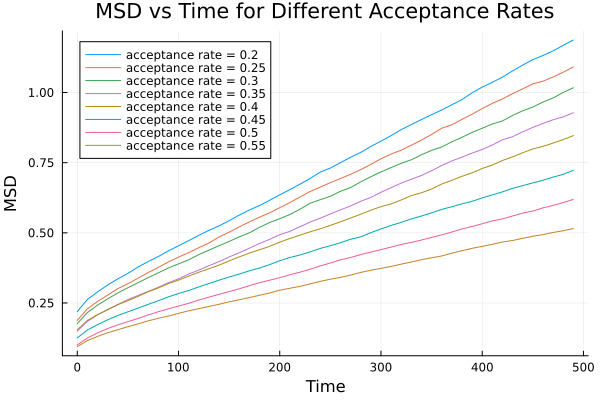 MSD vs Time for Different Acceptance Rates
acceptance rate = 0.2
acceptance rate = 0.25
acceptance rate = 0.3
acceptance rate = 0.35
acceptance rate = 0.4
acceptance rate = 0.45
acceptance rate = 0.5
acceptance rate = 0.55
MSD
1.00
0.75
0.50
0.25
0
100
200
300
400
500
Time